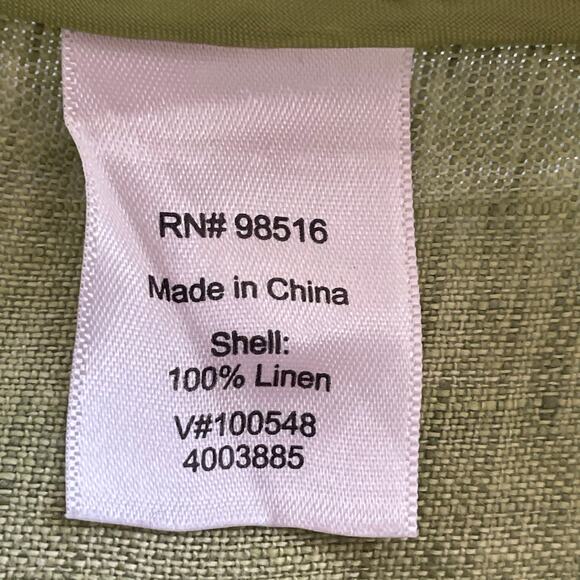 RN# 98516
Made in China
Shell:
100% Linen
V#100548
4003885